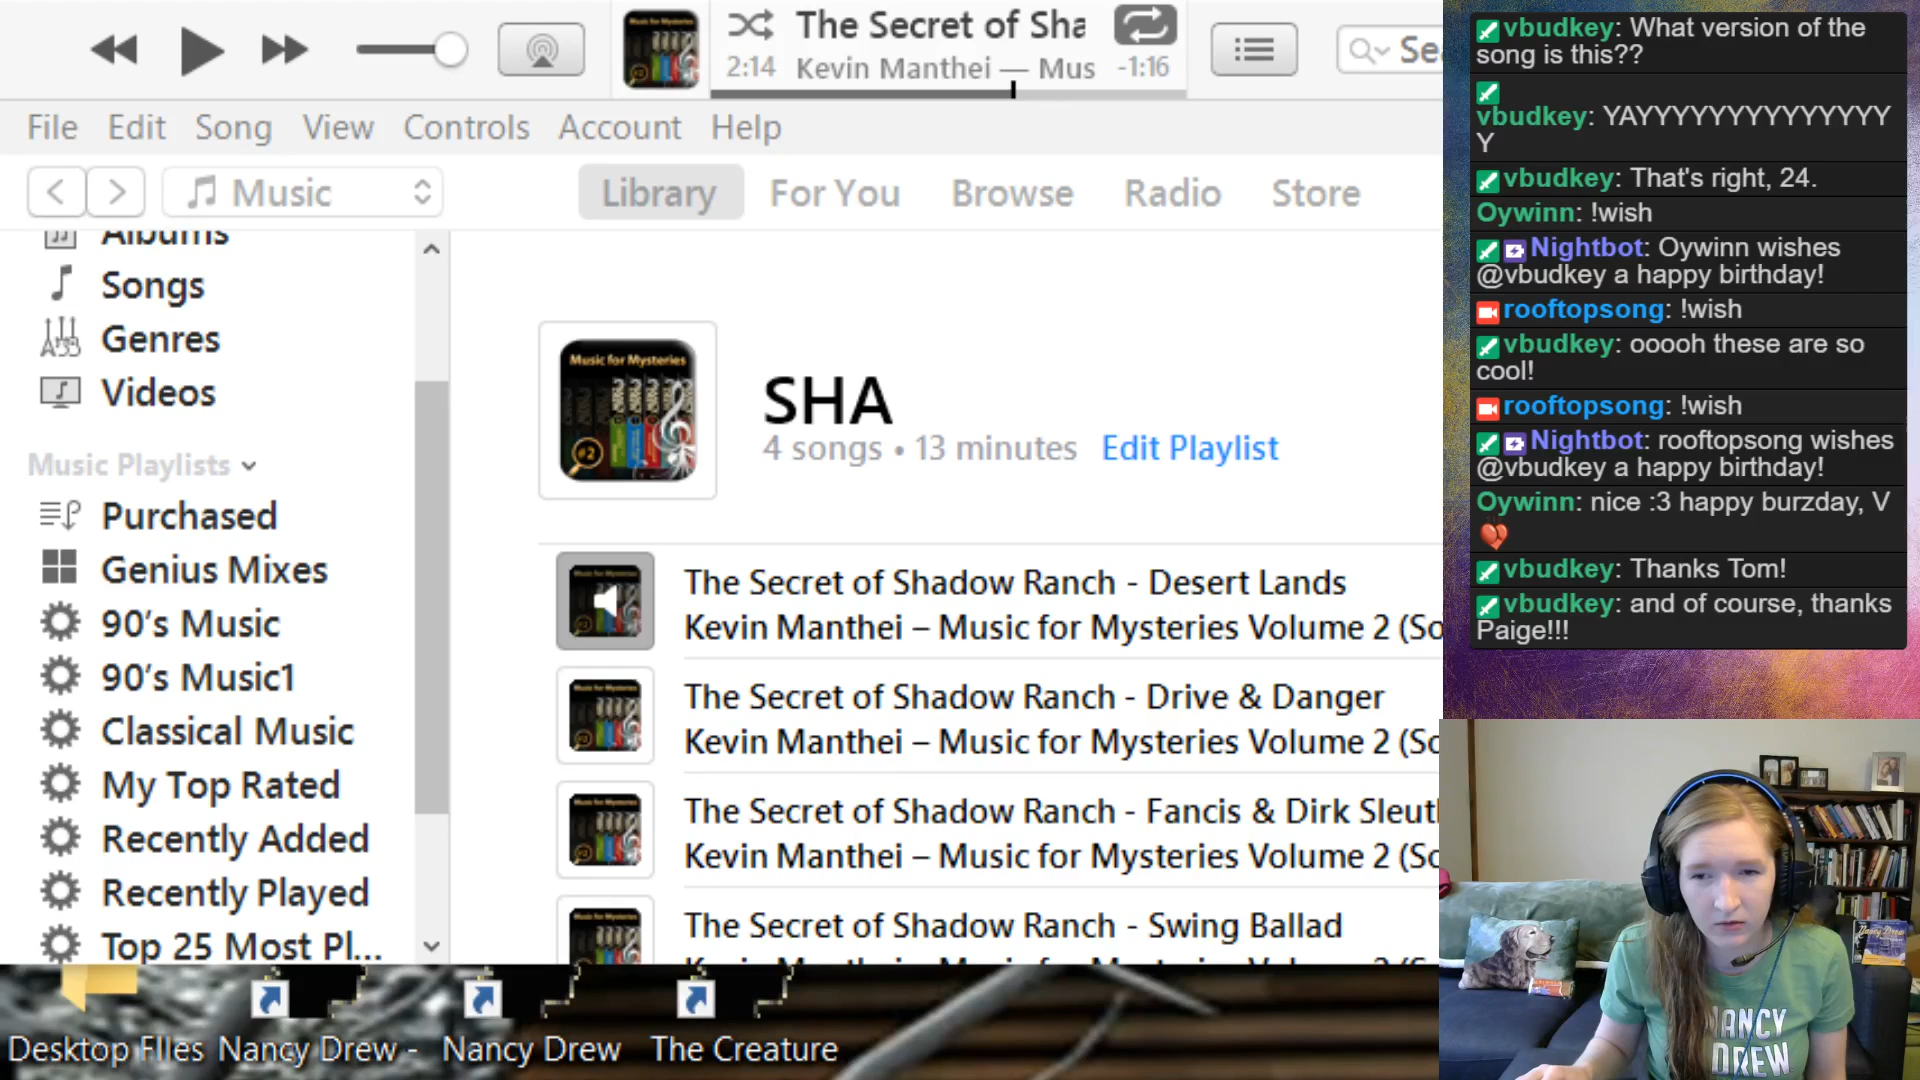 The Secret of Sha
2:14
Kevin Manthei — Mus
-1:16
Sea
File Edit Song View Controls Account Help
Music
Library For You Browse Radio Store
Albums
Songs
Genres
Videos
Music Playlists
Purchased
Genius Mixes
90's Music
90's Music1
Classical Music
My Top Rated
Recently Added
Recently Played
Top 25 Most Pl...
Music for Mysteries
#2
SHA
4 songs • 13 minutes Edit Playlist
The Secret of Shadow Ranch - Desert Lands
Kevin Manthei – Music for Mysteries Volume 2 (So
The Secret of Shadow Ranch - Drive & Danger
Kevin Manthei – Music for Mysteries Volume 2 (So
The Secret of Shadow Ranch - Fancis & Dirk Sleuth
Kevin Manthei – Music for Mysteries Volume 2 (So
The Secret of Shadow Ranch - Swing Ballad
Desktop FIles
Nancy Drew -
Nancy Drew
The Creature
vbudkey: What version of the
song is this??
vbudkey: YAYYYYYYYYYYYYYY
Y
vbudkey: That's right, 24.
Oywinn: !wish
Nightbot: Oywinn wishes
@vbudkey a happy birthday!
rooftopsong: !wish
vbudkey: ooooh these are so
cool!
rooftopsong: !wish
Nightbot: rooftopsong wishes
@vbudkey a happy birthday!
Oywinn: nice :3 happy burzday, V
vbudkey: Thanks Tom!
vbudkey: and of course, thanks
Paige!!!
NANCY
DREW